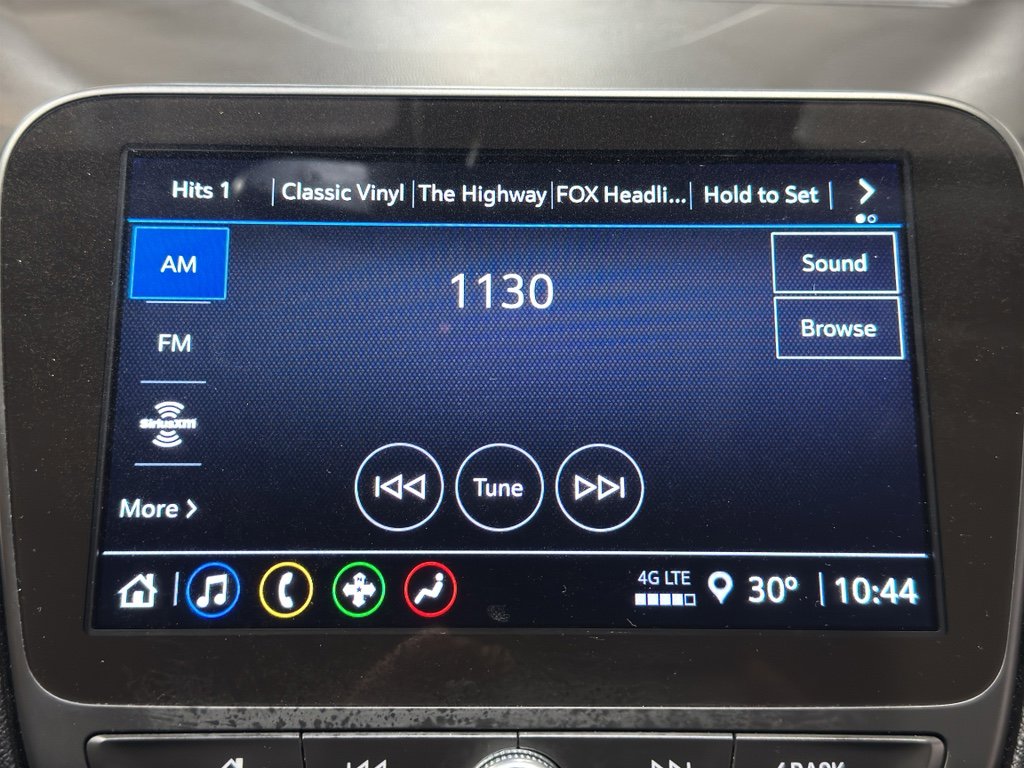 Hits 1 Classic Vinyl The Highway FOX Headli... Hold to Set
AM
1130
Sound
FM
Browse
SiriusXM
Tune
More
4G LTE
30° 10:44